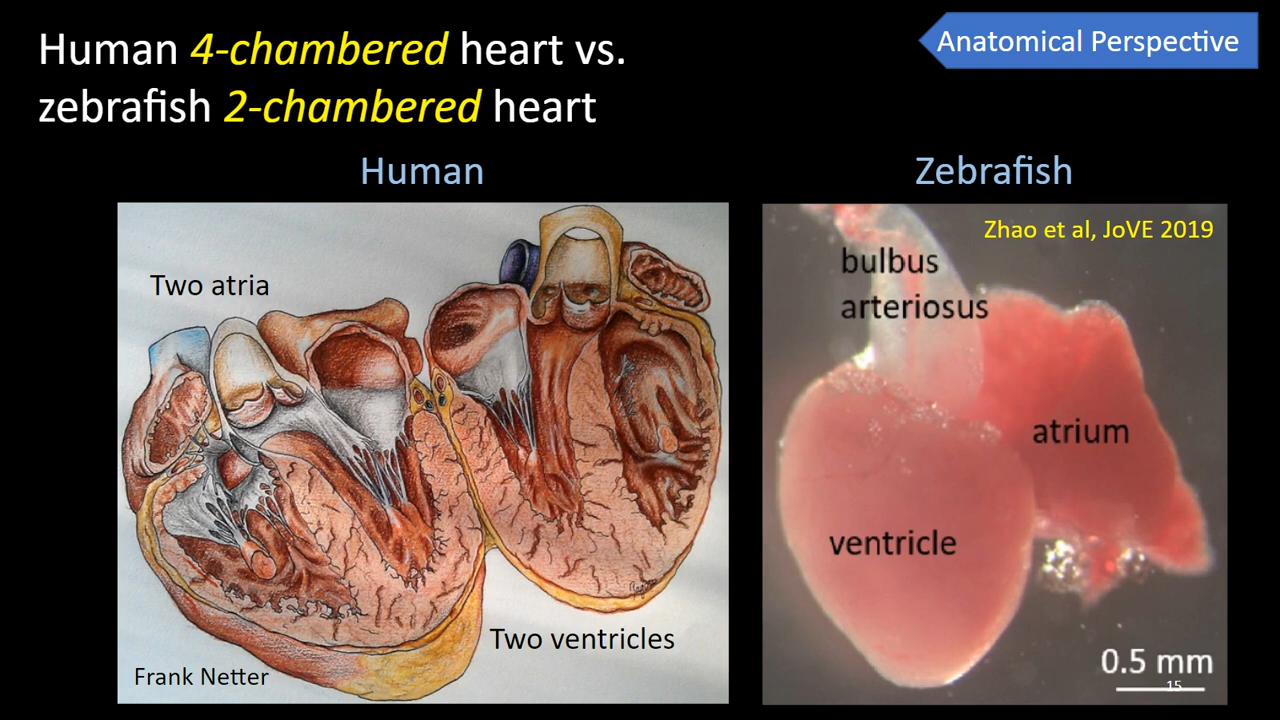 Human 4-chambered heart vs.
zebrafish 2-chambered heart
Anatomical Perspective
Human
Zebrafish
Two atria
Two ventricles
Frank Netter
Zhao et al, JoVE 2019
bulbus
arteriosus
atrium
ventricle
0.5 mm
15